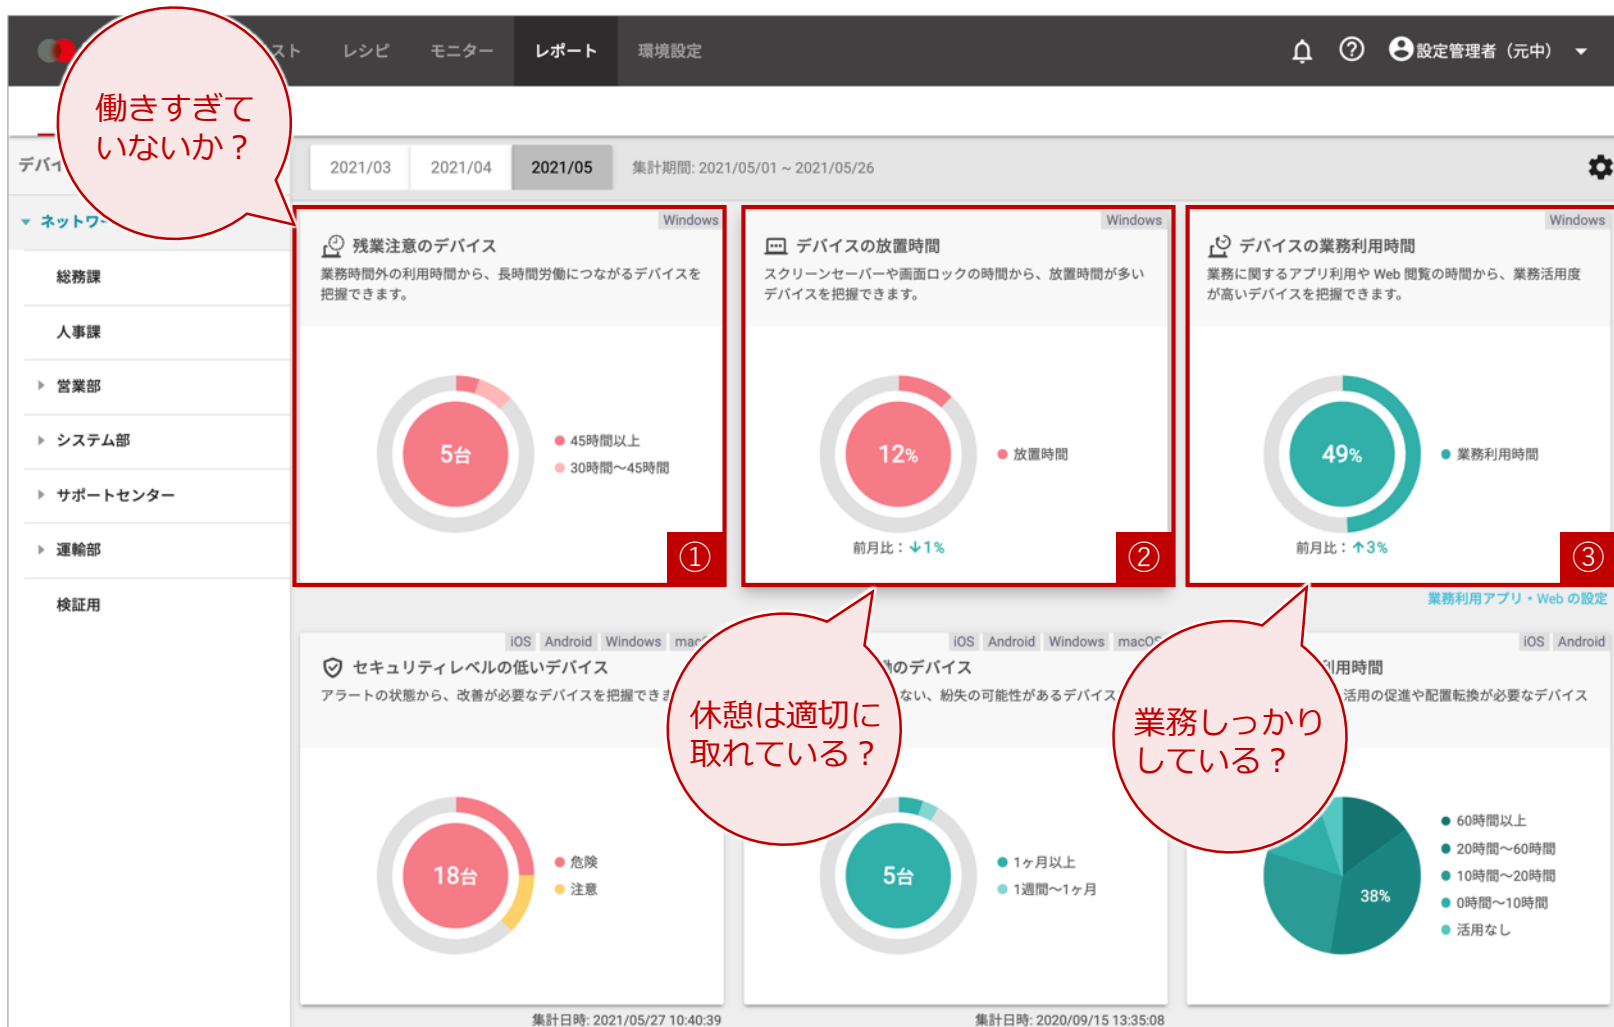 スト
レシピ
モニター
レポート
環境設定
設定管理者（元中）
働きすぎて
いないか？
デバイ
2021/03
2021/04
2021/05
集計期間: 2021/05/01 ~ 2021/05/26
ネットワー
総務課
人事課
営業部
システム部
サポートセンター
運輸部
検証用
Windows
残業注意のデバイス
業務時間外の利用時間から、長時間労働につながるデバイスを
把握できます。
5台
45時間以上
30時間〜45時間
①
Windows
デバイスの放置時間
スクリーンセーバーや画面ロックの時間から、放置時間が多い
デバイスを把握できます。
12%
放置時間
前月比：↓1%
②
Windows
デバイスの業務利用時間
業務に関するアプリ利用や Web 閲覧の時間から、業務活用度
が高いデバイスを把握できます。
49%
業務利用時間
前月比：↑3%
③
業務利用アプリ・Web の設定
iOS Android Windows mac
セキュリティレベルの低いデバイス
アラートの状態から、改善が必要なデバイスを把握できま
18台
危険
注意
集計日時: 2021/05/27 10:40:39
休憩は適切に
取れている？
iOS Android Windows macOS
のデバイス
ない、紛失の可能性があるデバイス
5台
1ヶ月以上
1週間〜1ヶ月
集計日時: 2020/09/15 13:35:08
業務しっかり
している？
iOS Android
利用時間
活用の促進や配置転換が必要なデバイス
38%
60時間以上
20時間〜60時間
10時間〜20時間
0時間〜10時間
活用なし